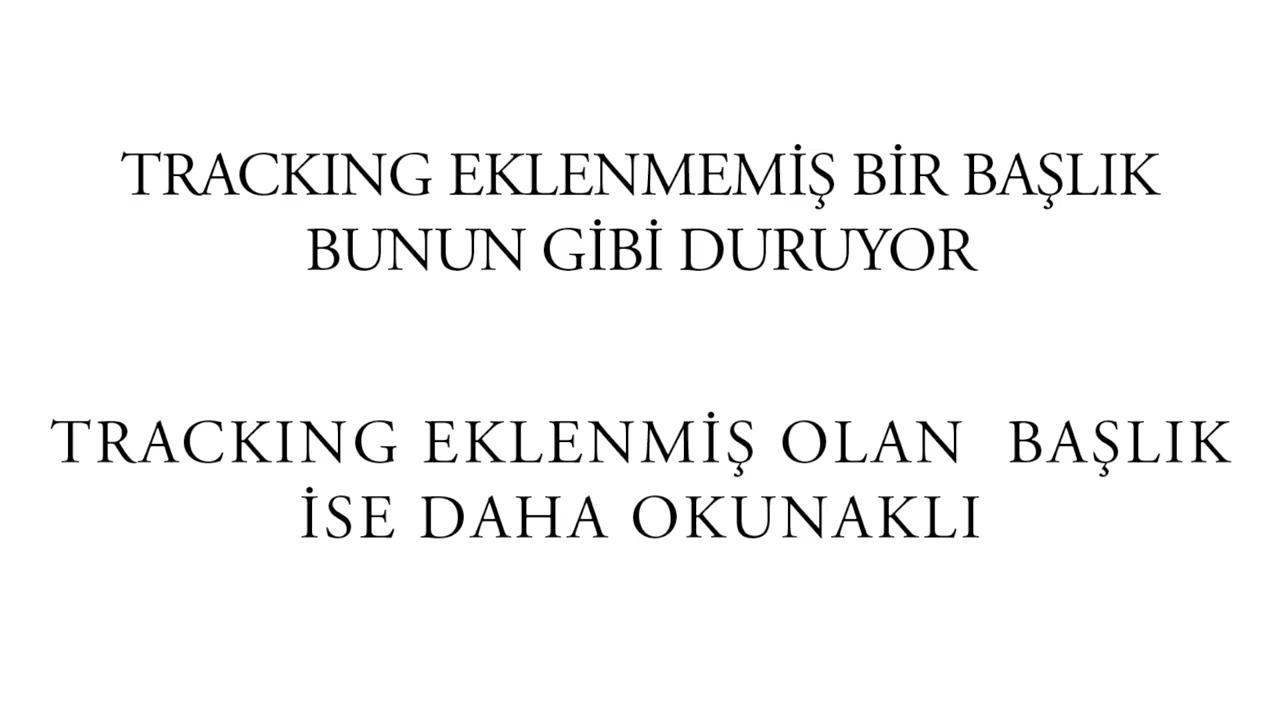 TRACKING EKLENMEMİŞ BİR BAŞLIK
BUNUN GİBİ DURUYOR
TRACKING EKLENMİŞ OLAN  BAŞLIK
İSE DAHA OKUNAKLI